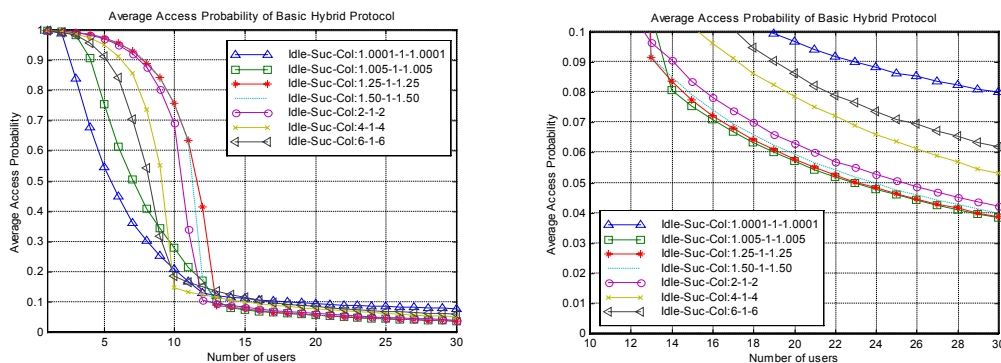 Average Access Probability of Basic Hybrid Protocol
1
0.9
0.8
0.7
0.6
0.5
0.4
0.3
0.2
0.1
0
Average Access Probability
Idle-Suc-Col:1.0001-1-1.0001
Idle-Suc-Col:1.005-1-1.005
Idle-Suc-Col:1.25-1-1.25
Idle-Suc-Col:1.50-1-1.50
Idle-Suc-Col:2-1-2
Idle-Suc-Col:4-1-4
Idle-Suc-Col:6-1-6
5 10 15 20 25 30
Number of users
Average Access Probability of Basic Hybrid Protocol
0.1
0.09
0.08
0.07
0.06
0.05
0.04
0.03
0.02
0.01
0
Average Access Probability
Idle-Suc-Col:1.0001-1-1.0001
Idle-Suc-Col:1.005-1-1.005
Idle-Suc-Col:1.25-1-1.25
Idle-Suc-Col:1.50-1-1.50
Idle-Suc-Col:2-1-2
Idle-Suc-Col:4-1-4
Idle-Suc-Col:6-1-6
10 12 14 16 18 20 22 24 26 28 30
Number of users